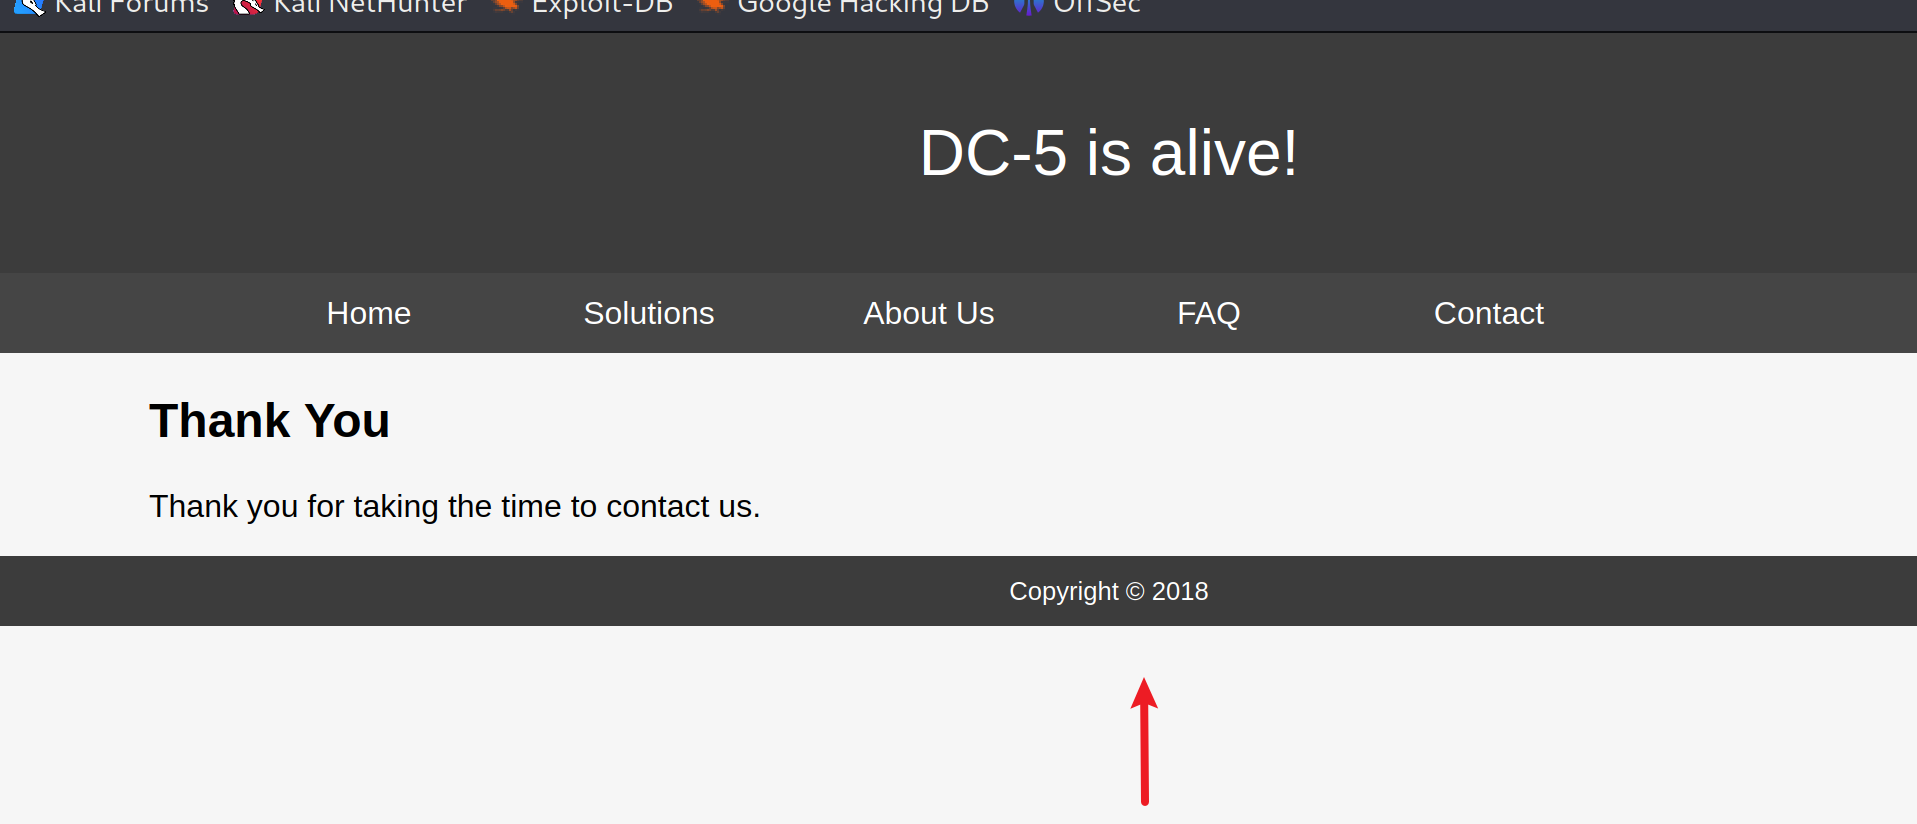 Kali Forums Kali NetHunter Exploit-DB Google Hacking DB OffSec
DC-5 is alive!
Home Solutions About Us FAQ Contact
Thank You
Thank you for taking the time to contact us.
Copyright © 2018